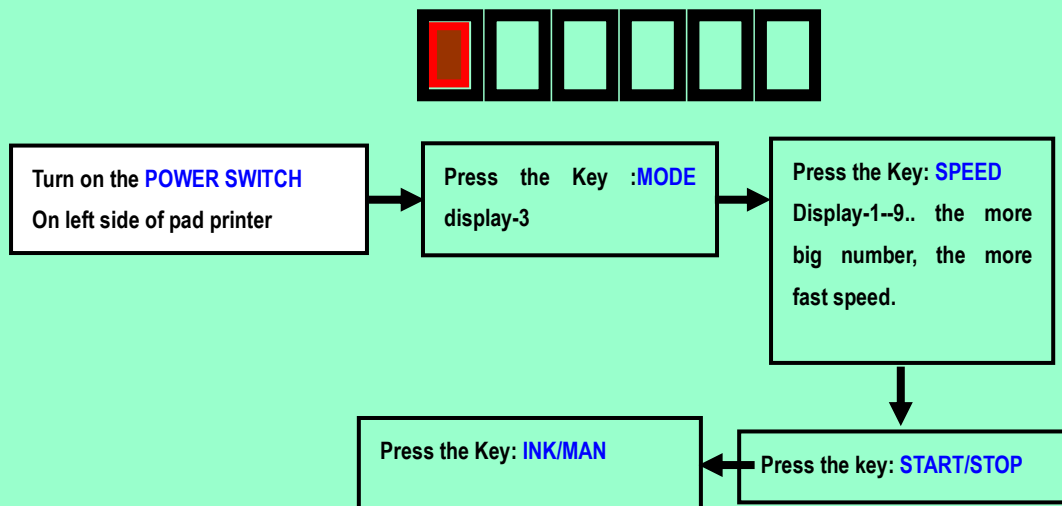 Turn on the POWER SWITCH
On left side of pad printer
Press the Key :MODE
display-3
Press the Key: SPEED
Display-1--9.. the more
big number, the more
fast speed.
Press the key: START/STOP
Press the Key: INK/MAN